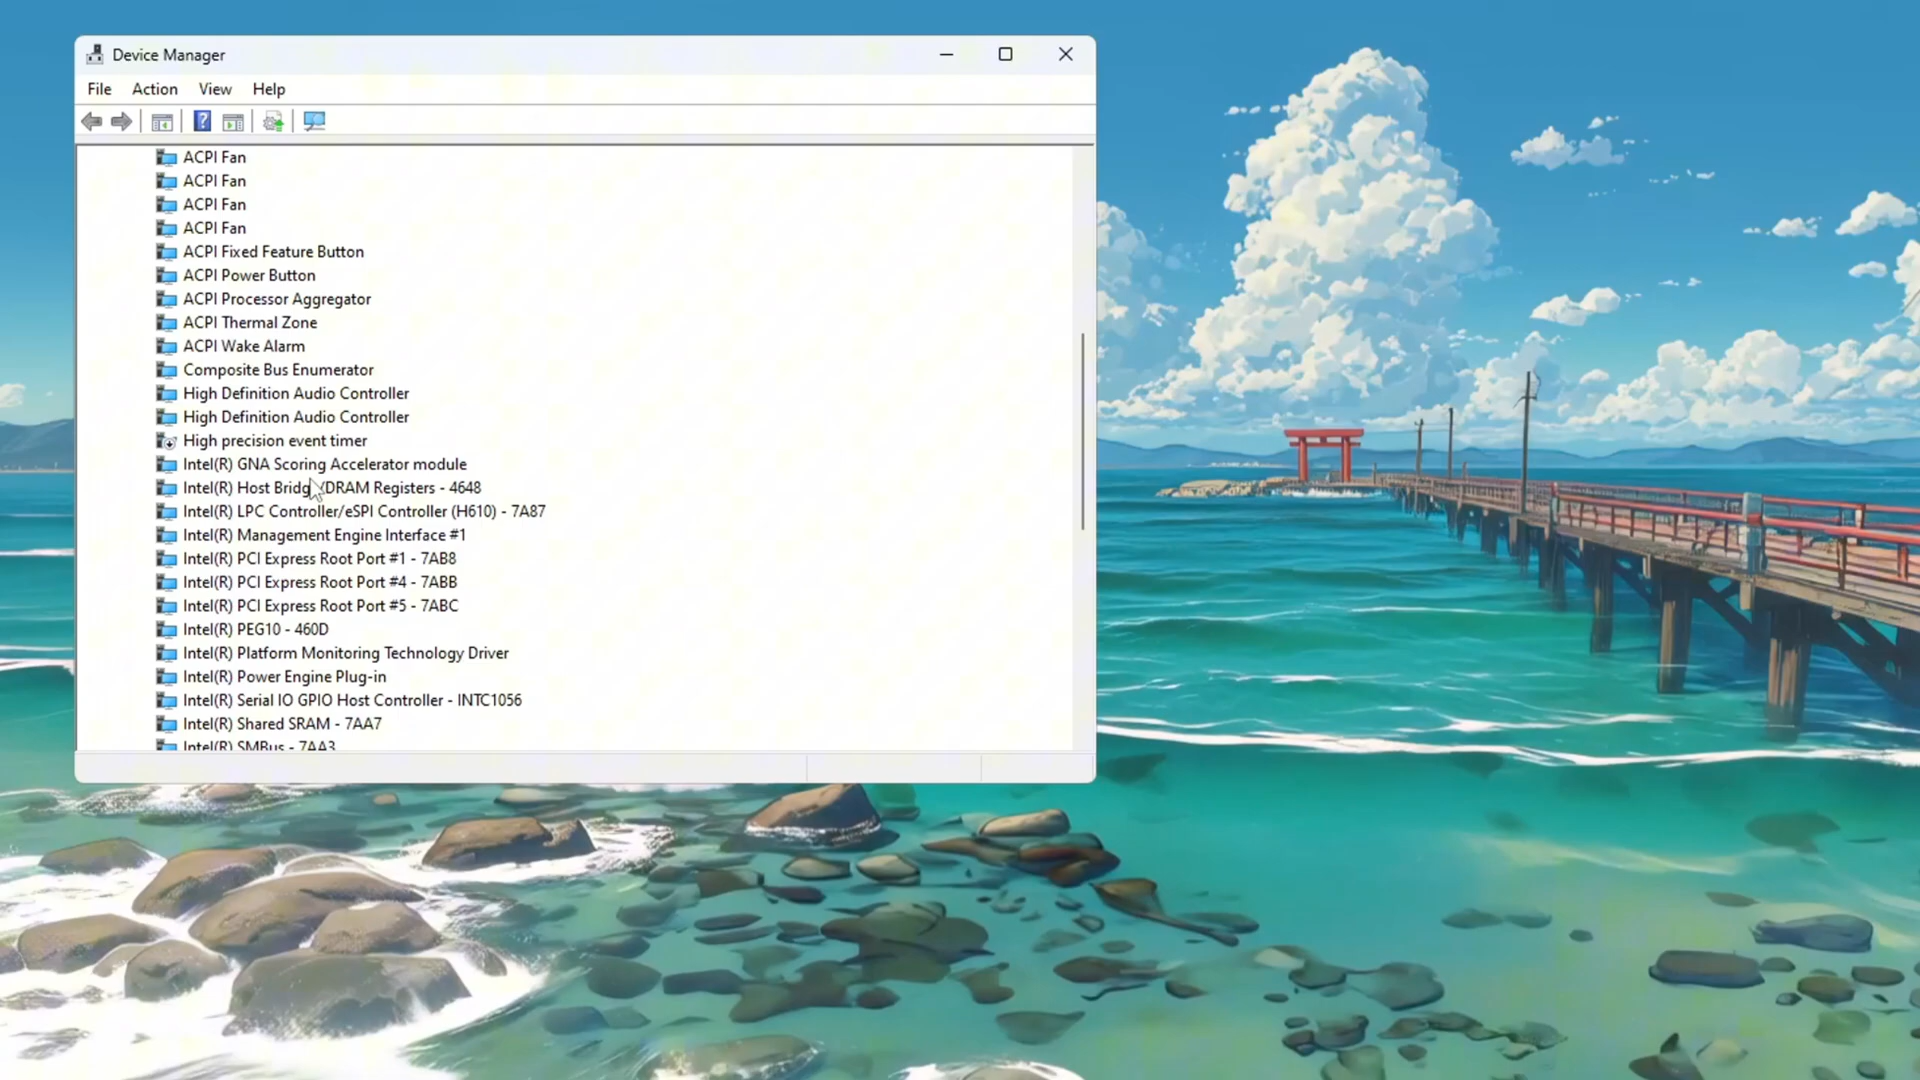 Device Manager
File Action View Help
ACPI Fan
ACPI Fan
ACPI Fan
ACPI Fan
ACPI Fixed Feature Button
ACPI Power Button
ACPI Processor Aggregator
ACPI Thermal Zone
ACPI Wake Alarm
Composite Bus Enumerator
High Definition Audio Controller
High Definition Audio Controller
High precision event timer
Intel(R) GNA Scoring Accelerator module
Intel(R) Host Bridge/DRAM Registers - 4648
Intel(R) LPC Controller/eSPI Controller (H610) - 7A87
Intel(R) Management Engine Interface #1
Intel(R) PCI Express Root Port #1 - 7AB8
Intel(R) PCI Express Root Port #4 - 7ABB
Intel(R) PCI Express Root Port #5 - 7ABC
Intel(R) PEG10 - 460D
Intel(R) Platform Monitoring Technology Driver
Intel(R) Power Engine Plug-in
Intel(R) Serial IO GPIO Host Controller - INTC1056
Intel(R) Shared SRAM - 7AA7
Intel(R) SMBus - 7AA3